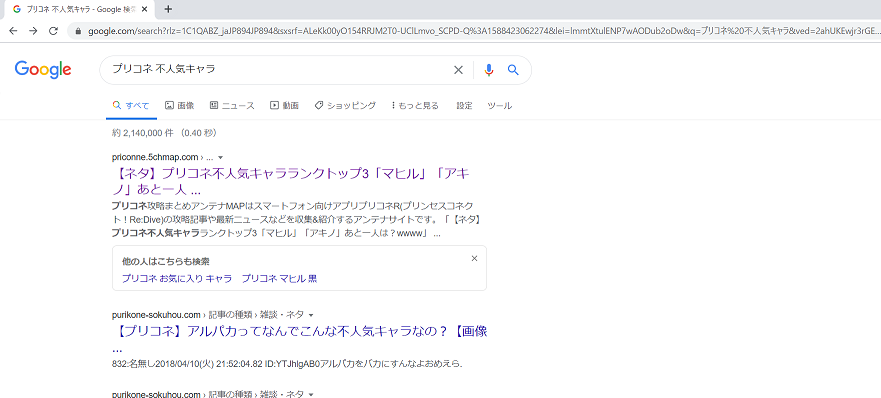 プリコネ 不人気キャラ - Google 検索
google.com/search?rlz=1C1QABZ_jaJP894JP894&sxsrf=ALeKk00yO154RRJM2T0-UClLmvo_SCPD-Q%3A1588423062274&lei=lmmtXtulENP7wAODub2oDw&q=プリコネ%20不人気キャラ&ved=2ahUKEwjr3rGE...
Google
プリコネ 不人気キャラ
すべて 画像 ニュース 動画 ショッピング もっと見る 設定 ツール
約 2,140,000 件 （0.40 秒）
priconne.5chmap.com › ...
【ネタ】プリコネ不人気キャラランクトップ3「マヒル」「アキ
ノ」あと一人 ...
プリコネ攻略まとめアンテナMAPはスマートフォン向けアプリプリコネR(プリンセスコネク
ト！Re:Dive)の攻略記事や最新ニュースなどを収集&紹介するアンテナサイトです。「【ネタ】
プリコネ不人気キャラランクトップ3「マヒル」「アキノ」あと一人は？wwww」 ...
他の人はこちらも検索
プリコネ お気に入り キャラ プリコネ マヒル 黒
purikone-sokuhou.com › 記事の種類 › 雑談・ネタ
【プリコネ】アルパカってなんでこんな不人気キャラなの？【画像
...
832:名無し2018/04/10(火) 21:52:04.82 ID:YTJhlgAB0アルパカをバカにすんなよおめえら.
purikone-sokuhou.com › 記事の種類 › 雑談・ネタ